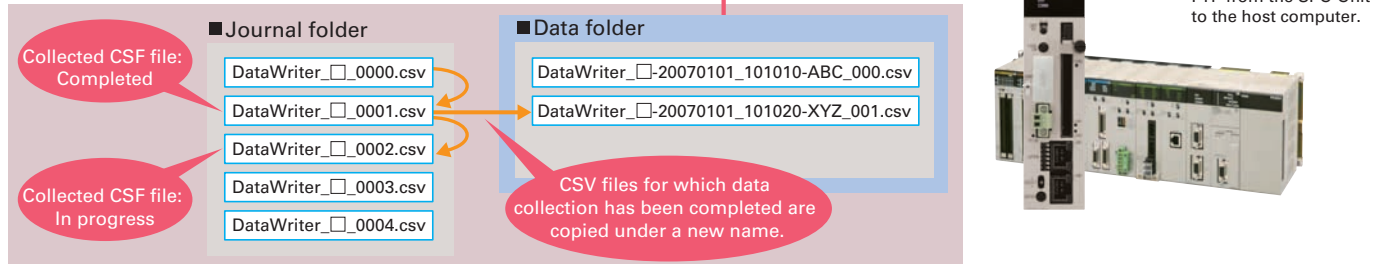 ■Journal folder
Collected CSF file:
Completed
DataWriter_□_0000.csv
DataWriter_□_0001.csv
DataWriter_□_0002.csv
DataWriter_□_0003.csv
DataWriter_□_0004.csv
Collected CSF file:
In progress
■Data folder
DataWriter_□-20070101_101010-ABC_000.csv
DataWriter_□-20070101_101020-XYZ_001.csv
CSV files for which data
collection has been completed are
copied under a new name.
to the host computer.